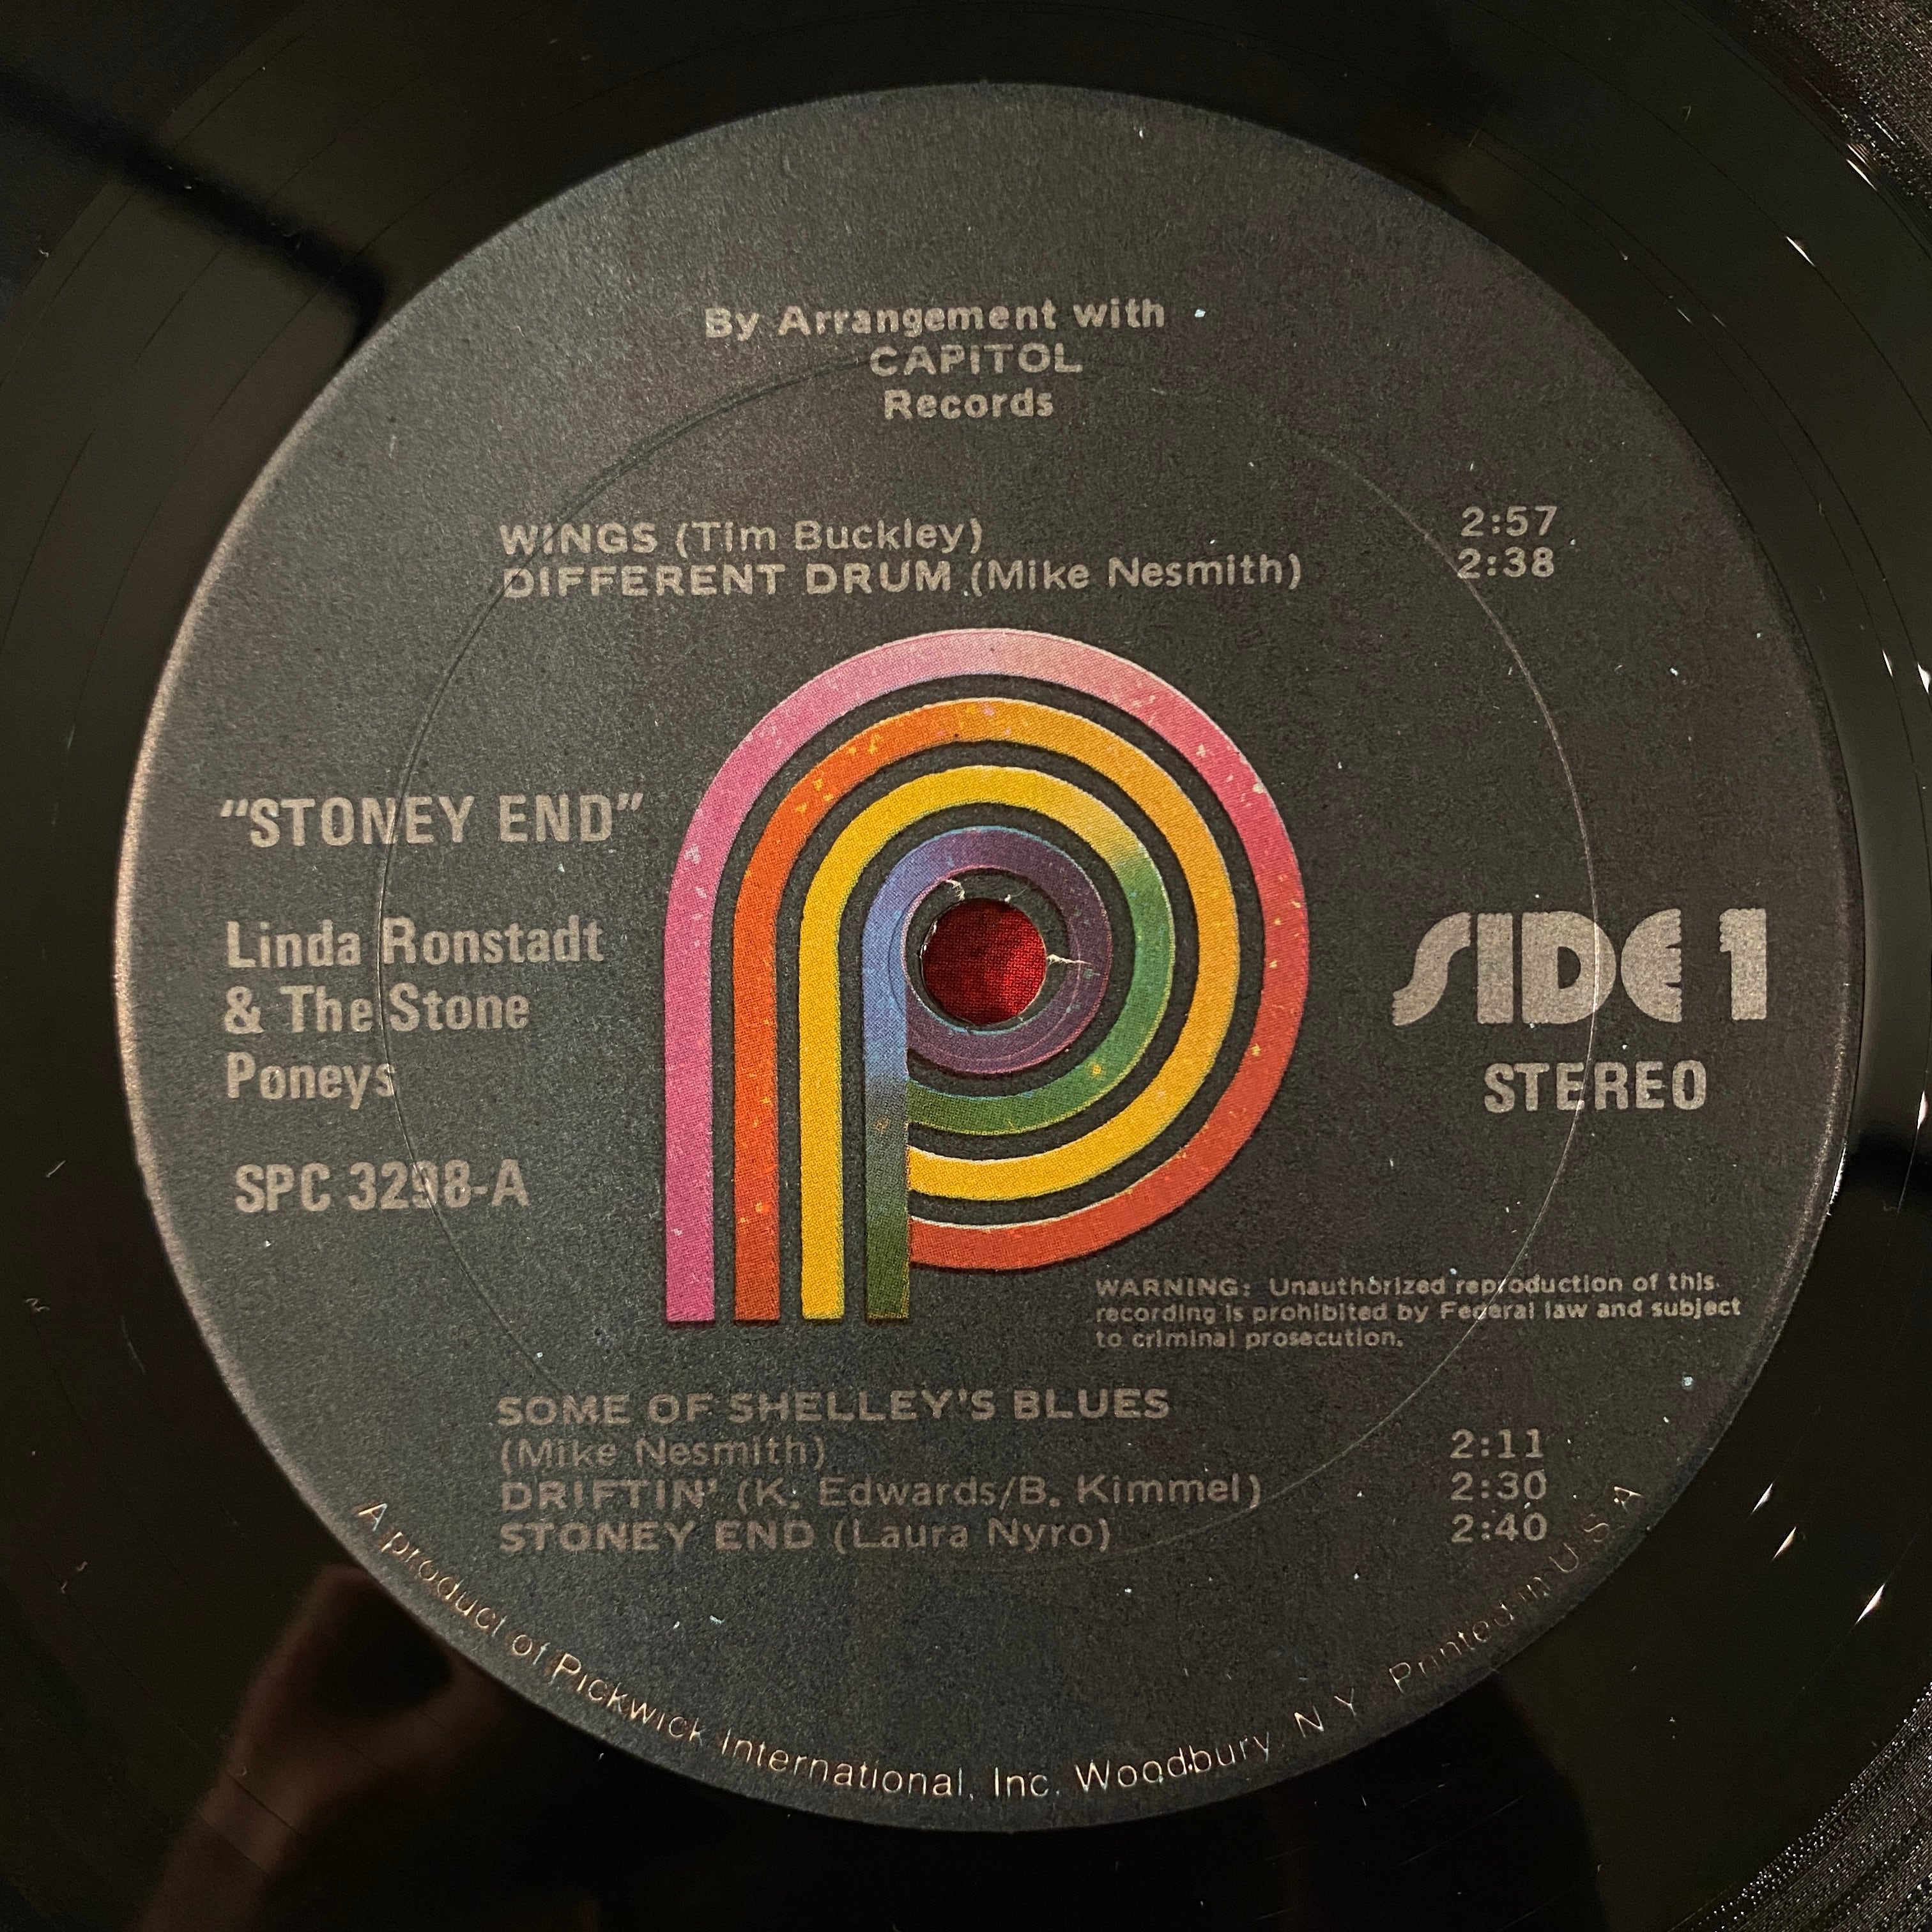 By Arrangement with
CAPITOL
Records
WINGS (Tim Buckley) 2:57
DIFFERENT DRUM (Mike Nesmith) 2:38
"STONEY END"
Linda Ronstadt
& The Stone
Poneys
SPC 3298-A
SIDE 1
STEREO
WARNING: Unauthorized reproduction of this
recording is prohibited by Federal law and subject
to criminal prosecution.
SOME OF SHELLEY'S BLUES
(Mike Nesmith) 2:11
DRIFTIN' (K. Edwards/B. Kimmel) 2:30
STONEY END (Laura Nyro) 2:40
A product of Pickwick International, Inc. Woodbury, N.Y. Printed in U.S.A